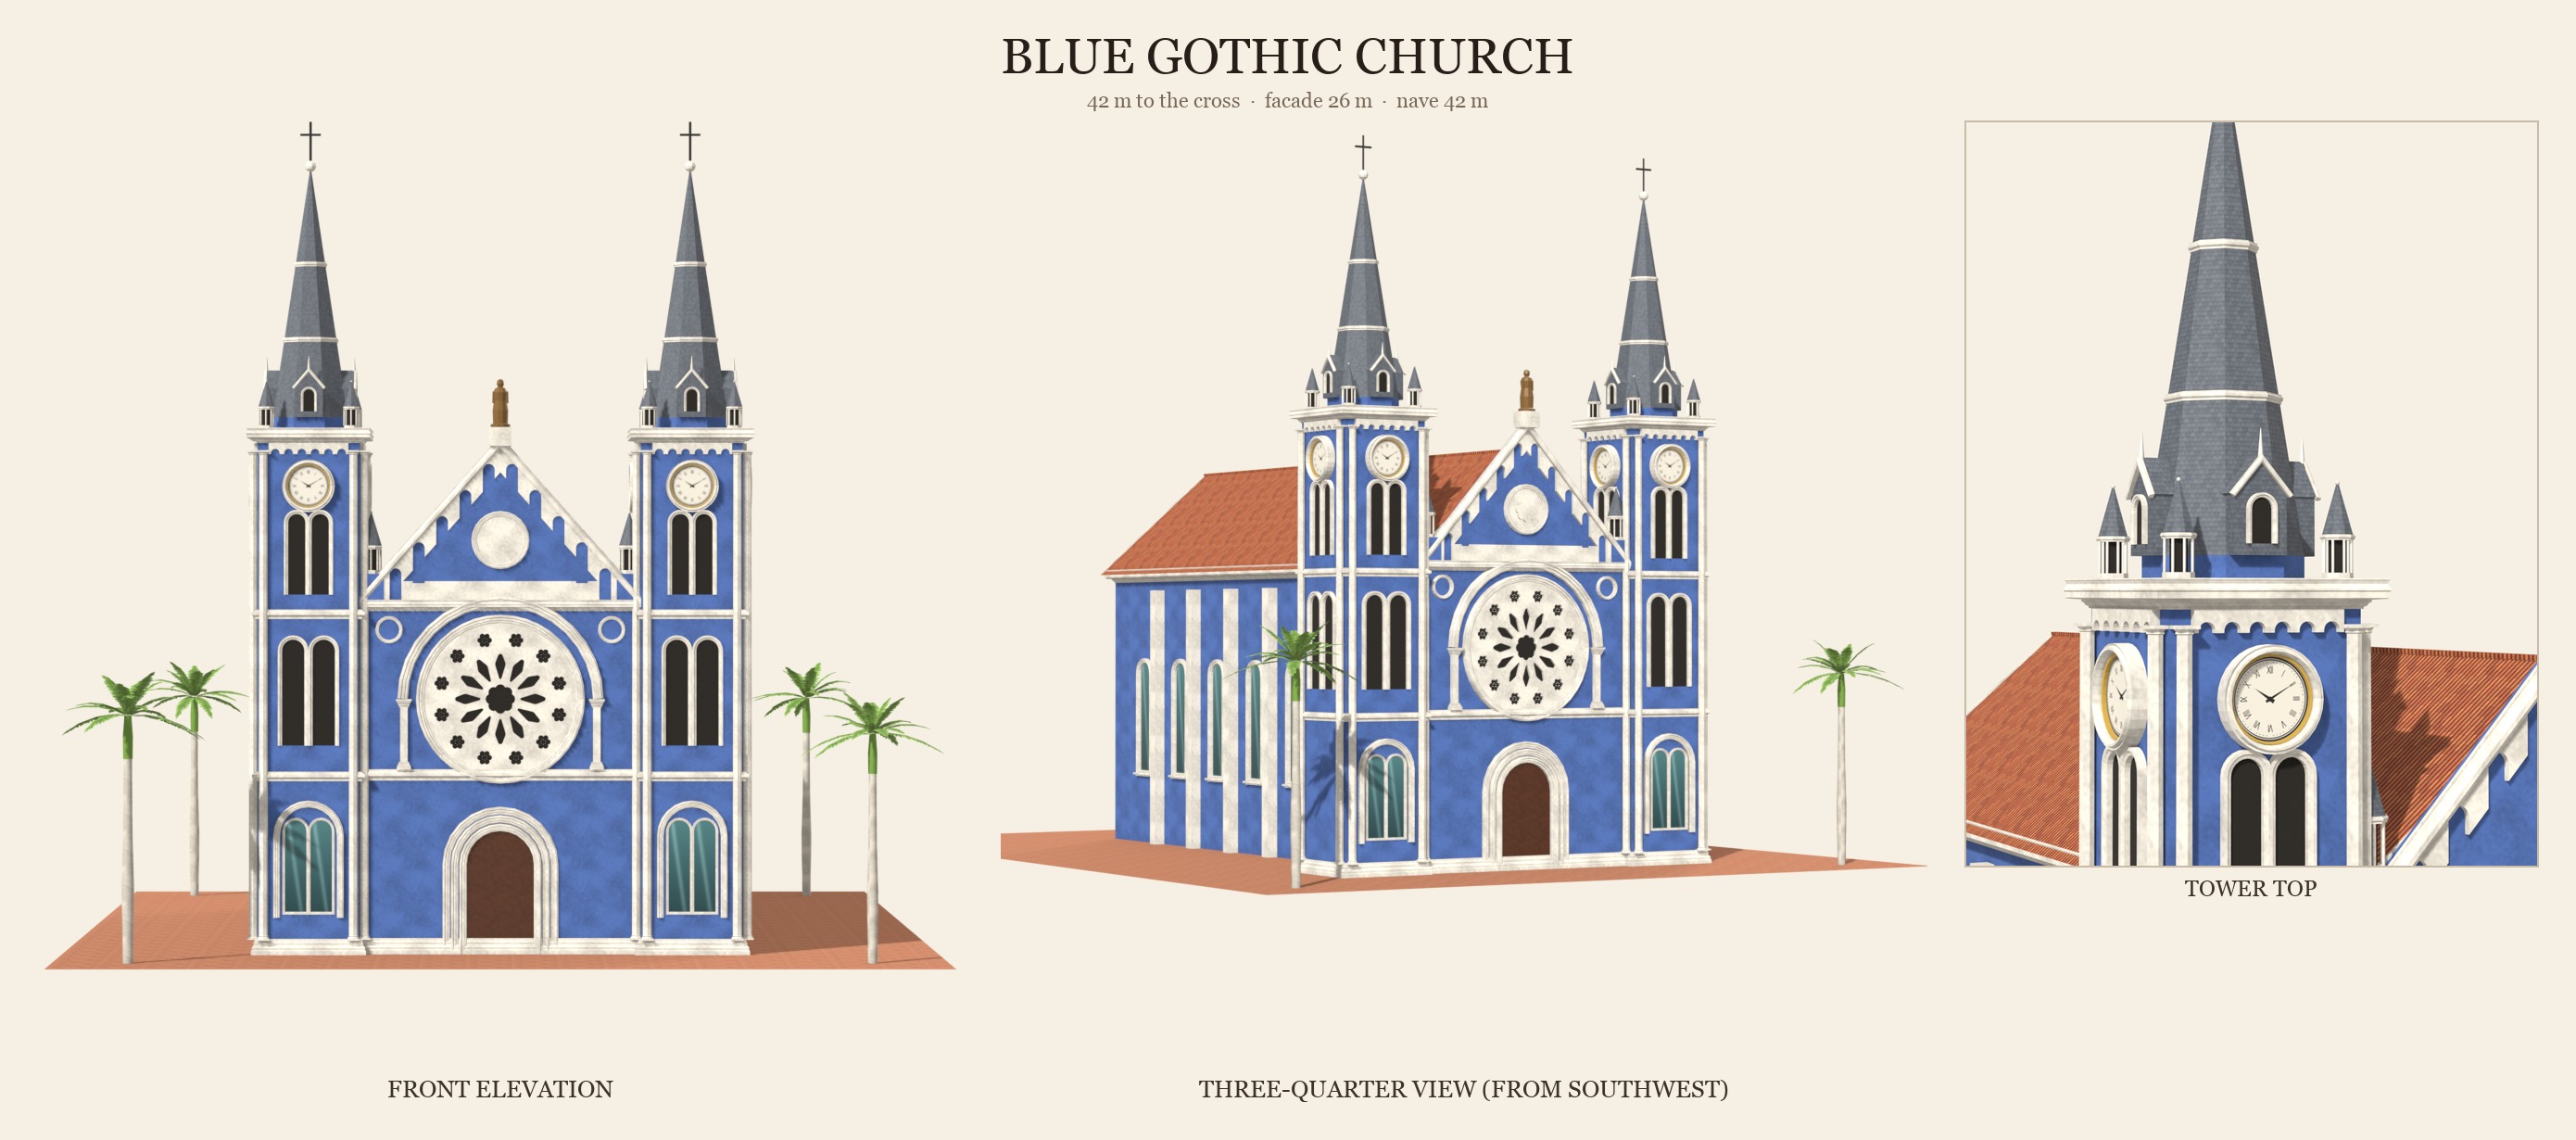 BLUE GOTHIC CHURCH
42 m to the cross · facade 26 m · nave 42 m
TOWER TOP
FRONT ELEVATION
THREE-QUARTER VIEW (FROM SOUTHWEST)